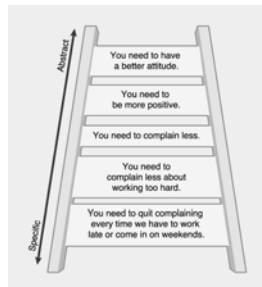 Abstract
You need to have
a better attitude.
You need to
be more positive.
You need to complain less.
You need to
complain less about
working too hard.
You need to quit complaining
every time we have to work
late or come in on weekends.
Specific